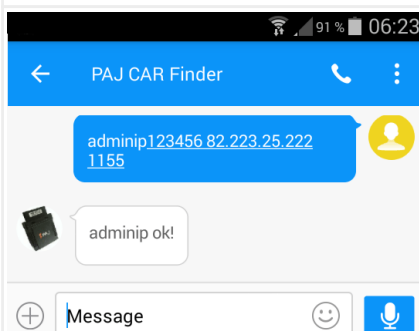 91 % 06:23
PAJ CAR Finder
adminip123456 82.223.25.222
1155
adminip ok!
Message